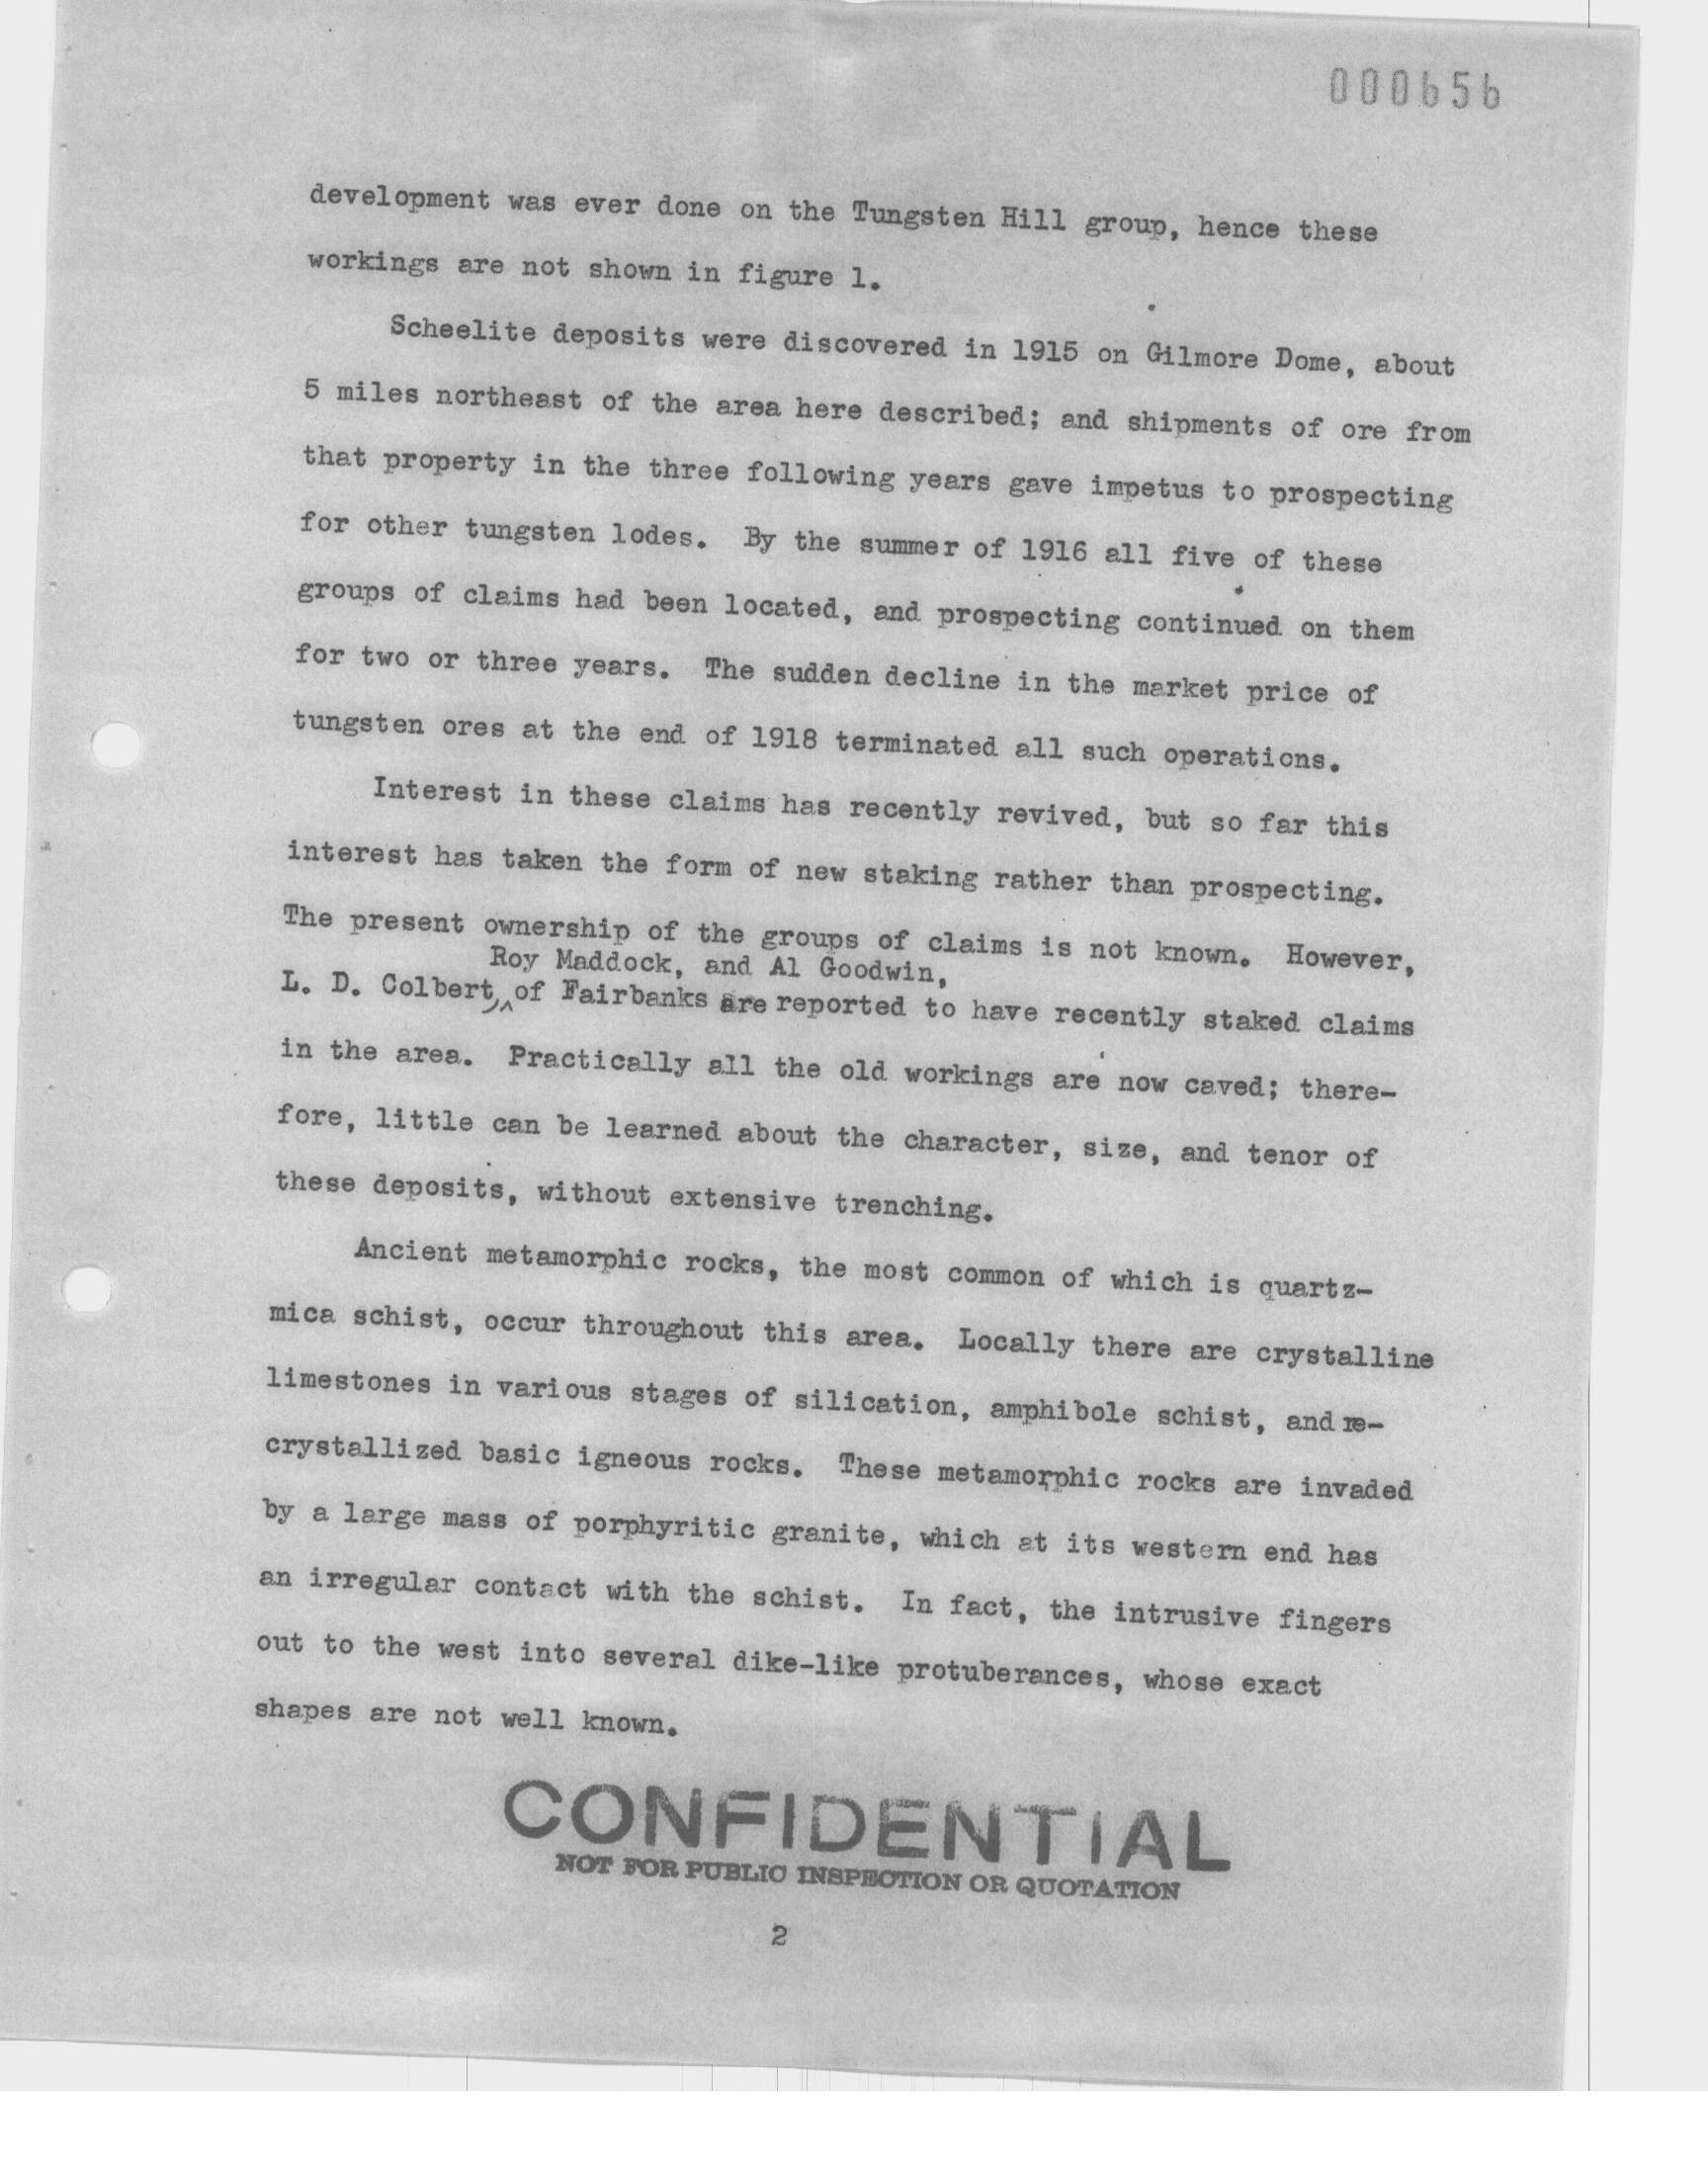 000656
development was ever done on the Tungsten Hill group, hence these
workings are not shown in figure 1.
Scheelite deposits were discovered in 1915 on Gilmore Dome, about
5 miles northeast of the area here described; and shipments of ore from
that property in the three following years gave impetus to prospecting
for other tungsten lodes. By the summer of 1916 all five of these
groups of claims had been located, and prospecting continued on them
for two or three years. The sudden decline in the market price of
tungsten ores at the end of 1918 terminated all such operations.
Interest in these claims has recently revived, but so far this
interest has taken the form of new staking rather than prospecting.
The present ownership of the groups of claims is not known. However,
Roy Maddock, and Al Goodwin,
L. D. Colbert, ^ of Fairbanks are reported to have recently staked claims
in the area. Practically all the old workings are now caved; there-
fore, little can be learned about the character, size, and tenor of
these deposits, without extensive trenching.
Ancient metamorphic rocks, the most common of which is quartz-
mica schist, occur throughout this area. Locally there are crystalline
limestones in various stages of silication, amphibole schist, and re-
crystallized basic igneous rocks. These metamorphic rocks are invaded
by a large mass of porphyritic granite, which at its western end has
an irregular contact with the schist. In fact, the intrusive fingers
out to the west into several dike-like protuberances, whose exact
shapes are not well known.
CONFIDENTIAL
NOT FOR PUBLIC INSPECTION OR QUOTATION
2